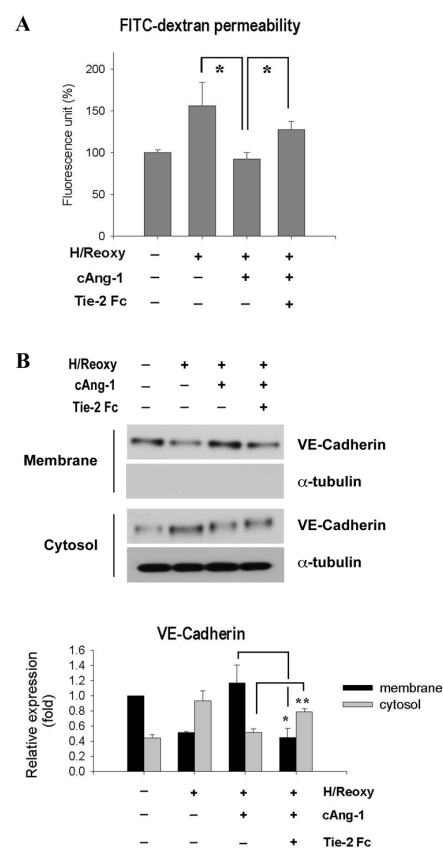 A
FITC-dextran permeability
Fluorescence unit (%)
200
150
100
50
0
*
*
H/Reoxy – + + +
cAng-1 – – + +
Tie-2 Fc – – – +
B
H/Reoxy – + + +
cAng-1 – – + +
Tie-2 Fc – – – +
Membrane
VE-Cadherin
α-tubulin
Cytosol
VE-Cadherin
α-tubulin
VE-Cadherin
Relative expression
(fold)
1.6
1.4
1.2
1.0
0.8
0.6
0.4
0.2
0.0
*
**
membrane
cytosol
– + + + H/Reoxy
– – + + cAng-1
– – – + Tie-2 Fc